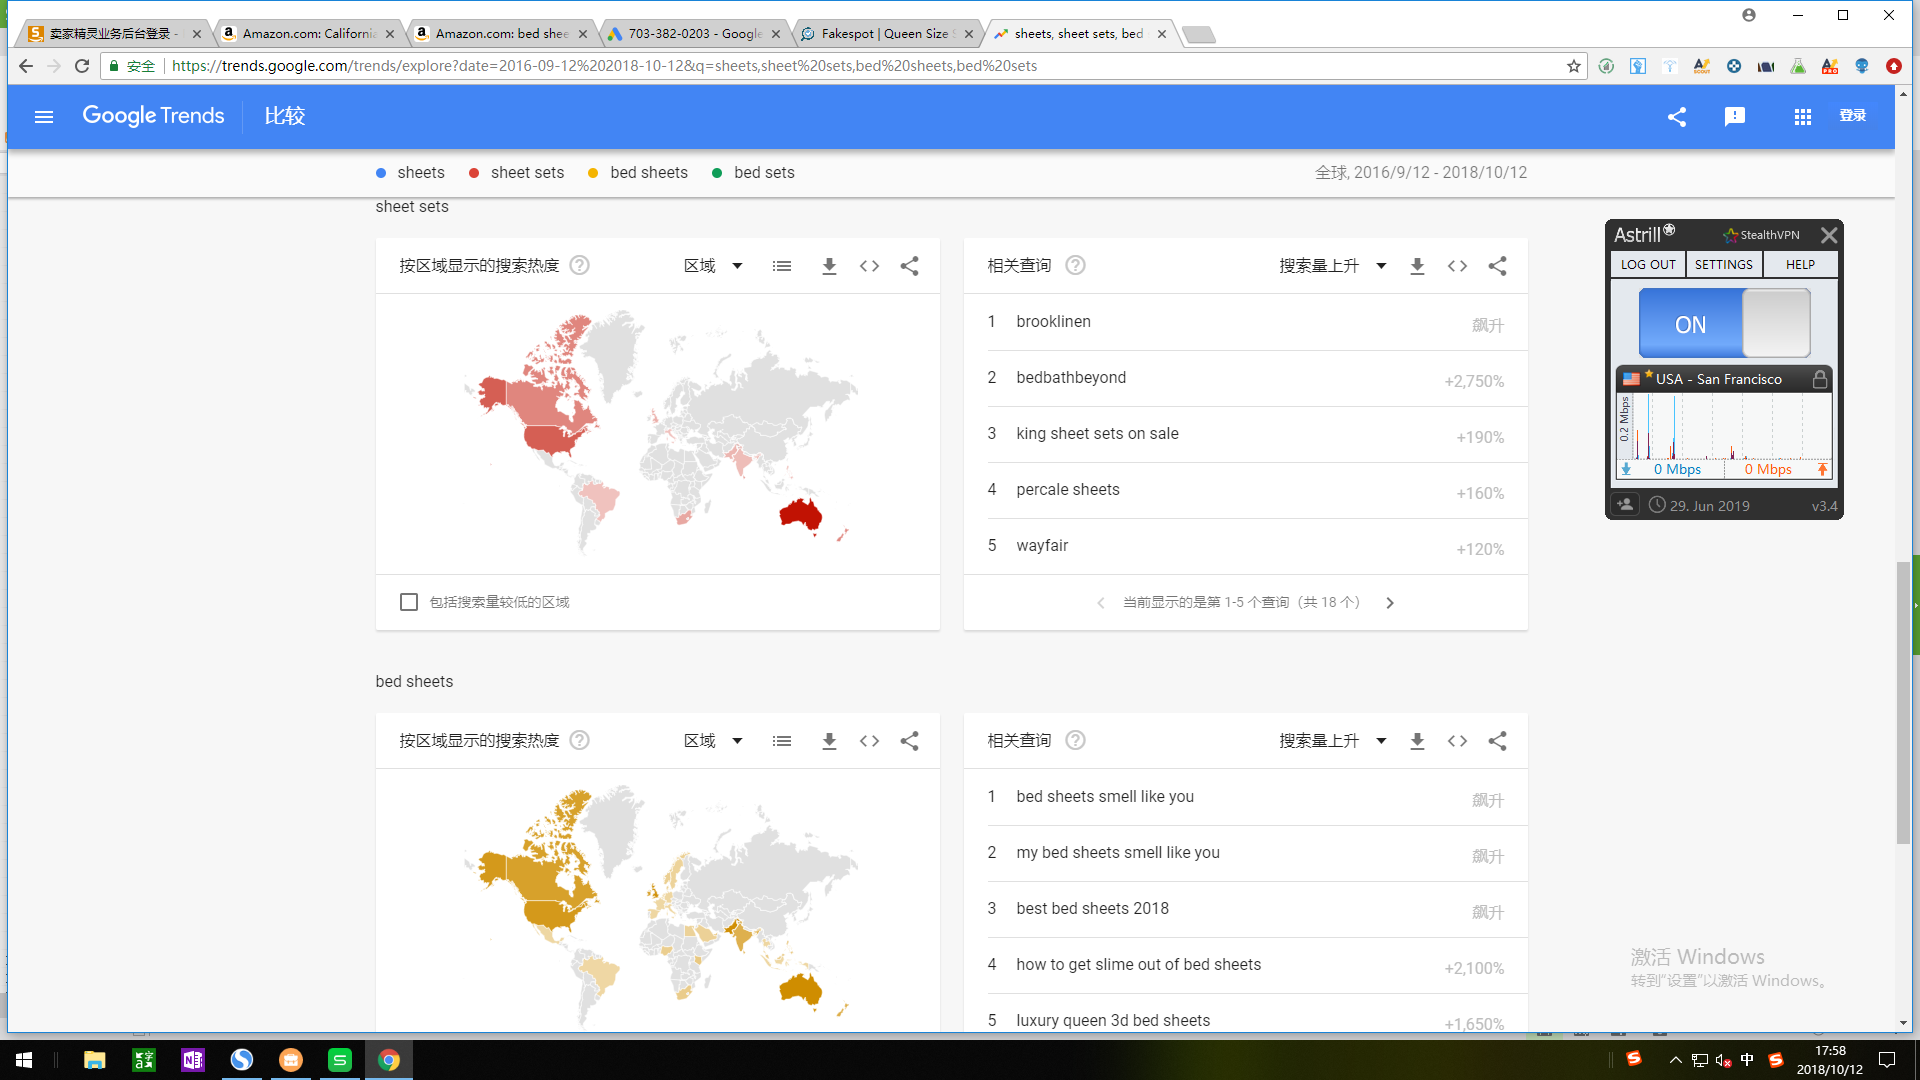 卖家精灵业务后台登录 -
Amazon.com: California
Amazon.com: bed shee
703-382-0203 - Google
Fakespot | Queen Size S
sheets, sheet sets, bed
安全
https://trends.google.com/trends/explore?date=2016-09-12%202018-10-12&q=sheets,sheet%20sets,bed%20sheets,bed%20sets
Google Trends
比较
登录
sheets
sheet sets
bed sheets
bed sets
全球, 2016/9/12 - 2018/10/12
sheet sets
按区域显示的搜索热度
区域
包括搜索量较低的区域
相关查询
搜索量上升
1 brooklinen 飙升
2 bedbathbeyond +2,750%
3 king sheet sets on sale +190%
4 percale sheets +160%
5 wayfair +120%
当前显示的是第 1-5 个查询（共 18 个）
bed sheets
按区域显示的搜索热度
区域
相关查询
搜索量上升
1 bed sheets smell like you 飙升
2 my bed sheets smell like you 飙升
3 best bed sheets 2018 飙升
4 how to get slime out of bed sheets +2,100%
5 luxury queen 3d bed sheets +1,650%
Astrill
StealthVPN
LOG OUT
SETTINGS
HELP
ON
USA - San Francisco
0.2 Mbps
0 Mbps
0 Mbps
29. Jun 2019
v3.4
激活 Windows
转到“设置”以激活 Windows。
中
17:58
2018/10/12